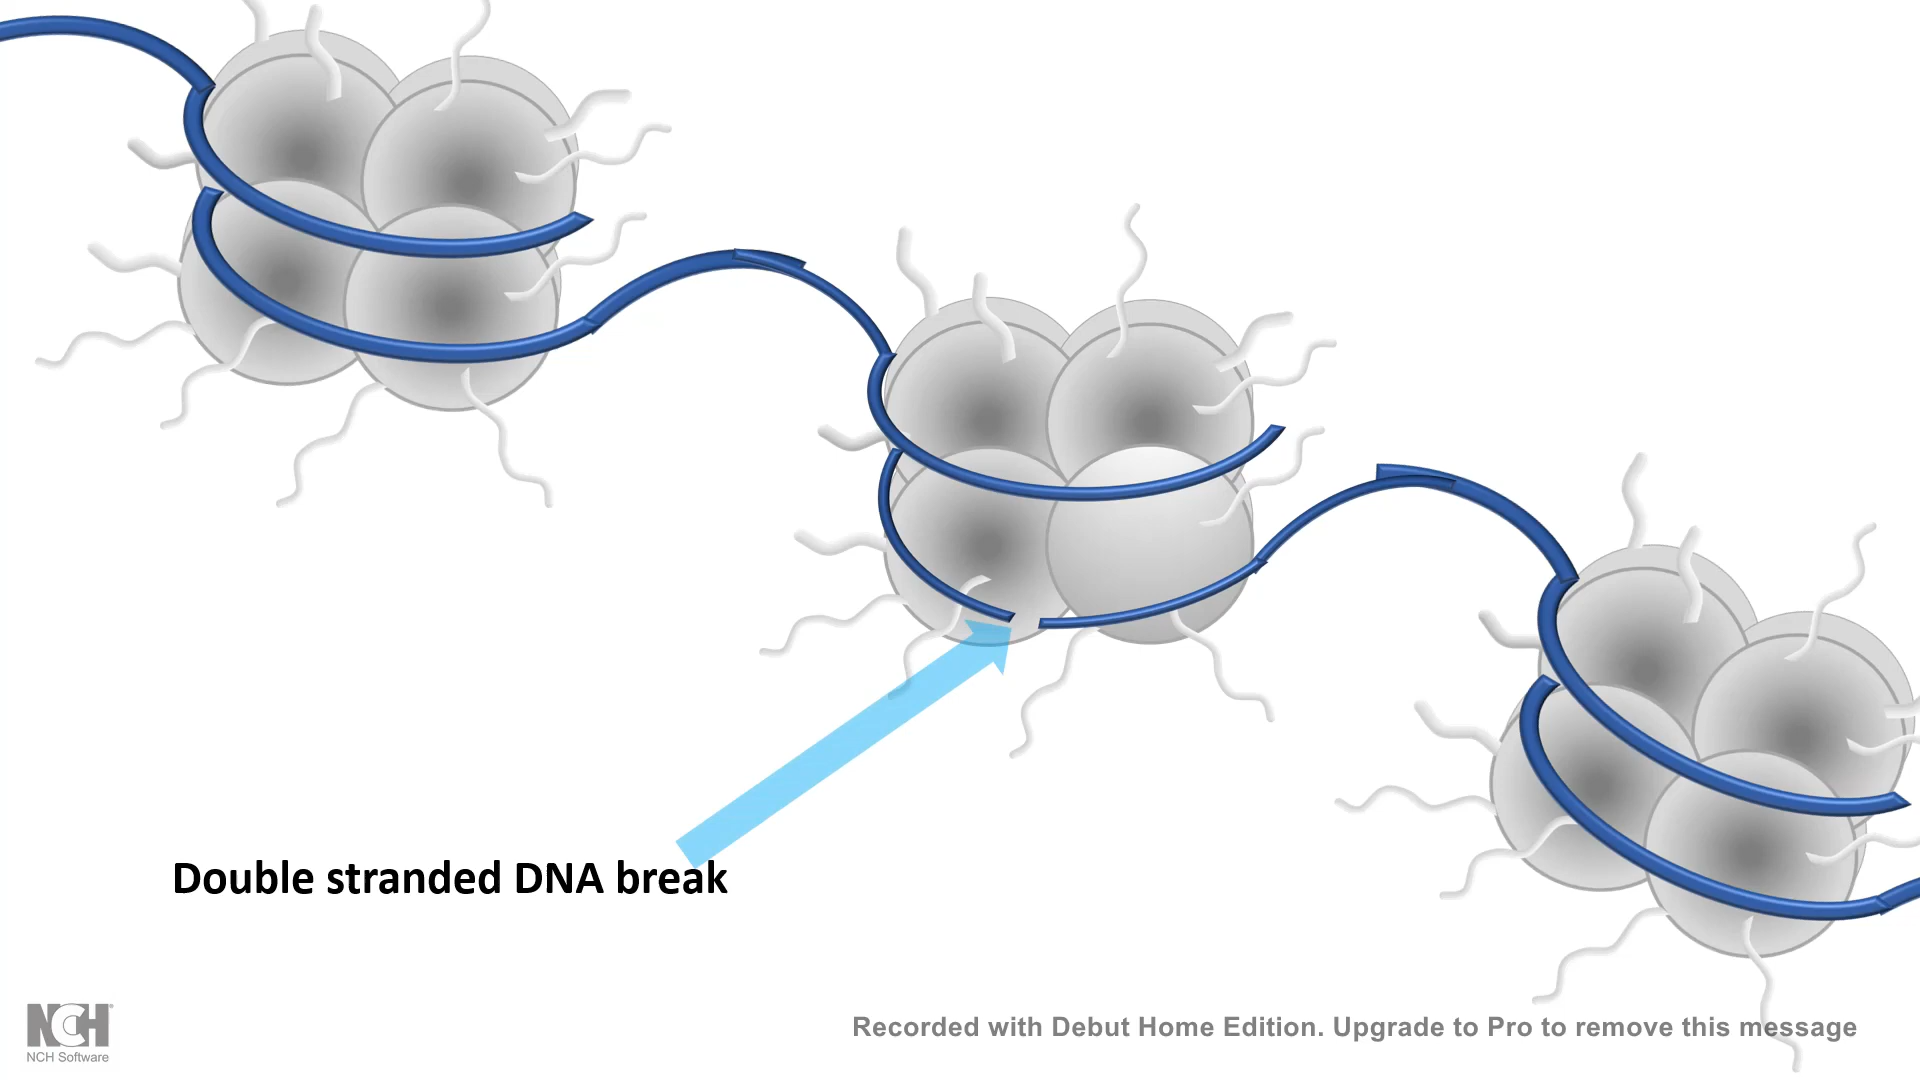 Double stranded DNA break
NCH
NCH Software
Recorded with Debut Home Edition. Upgrade to Pro to remove this message